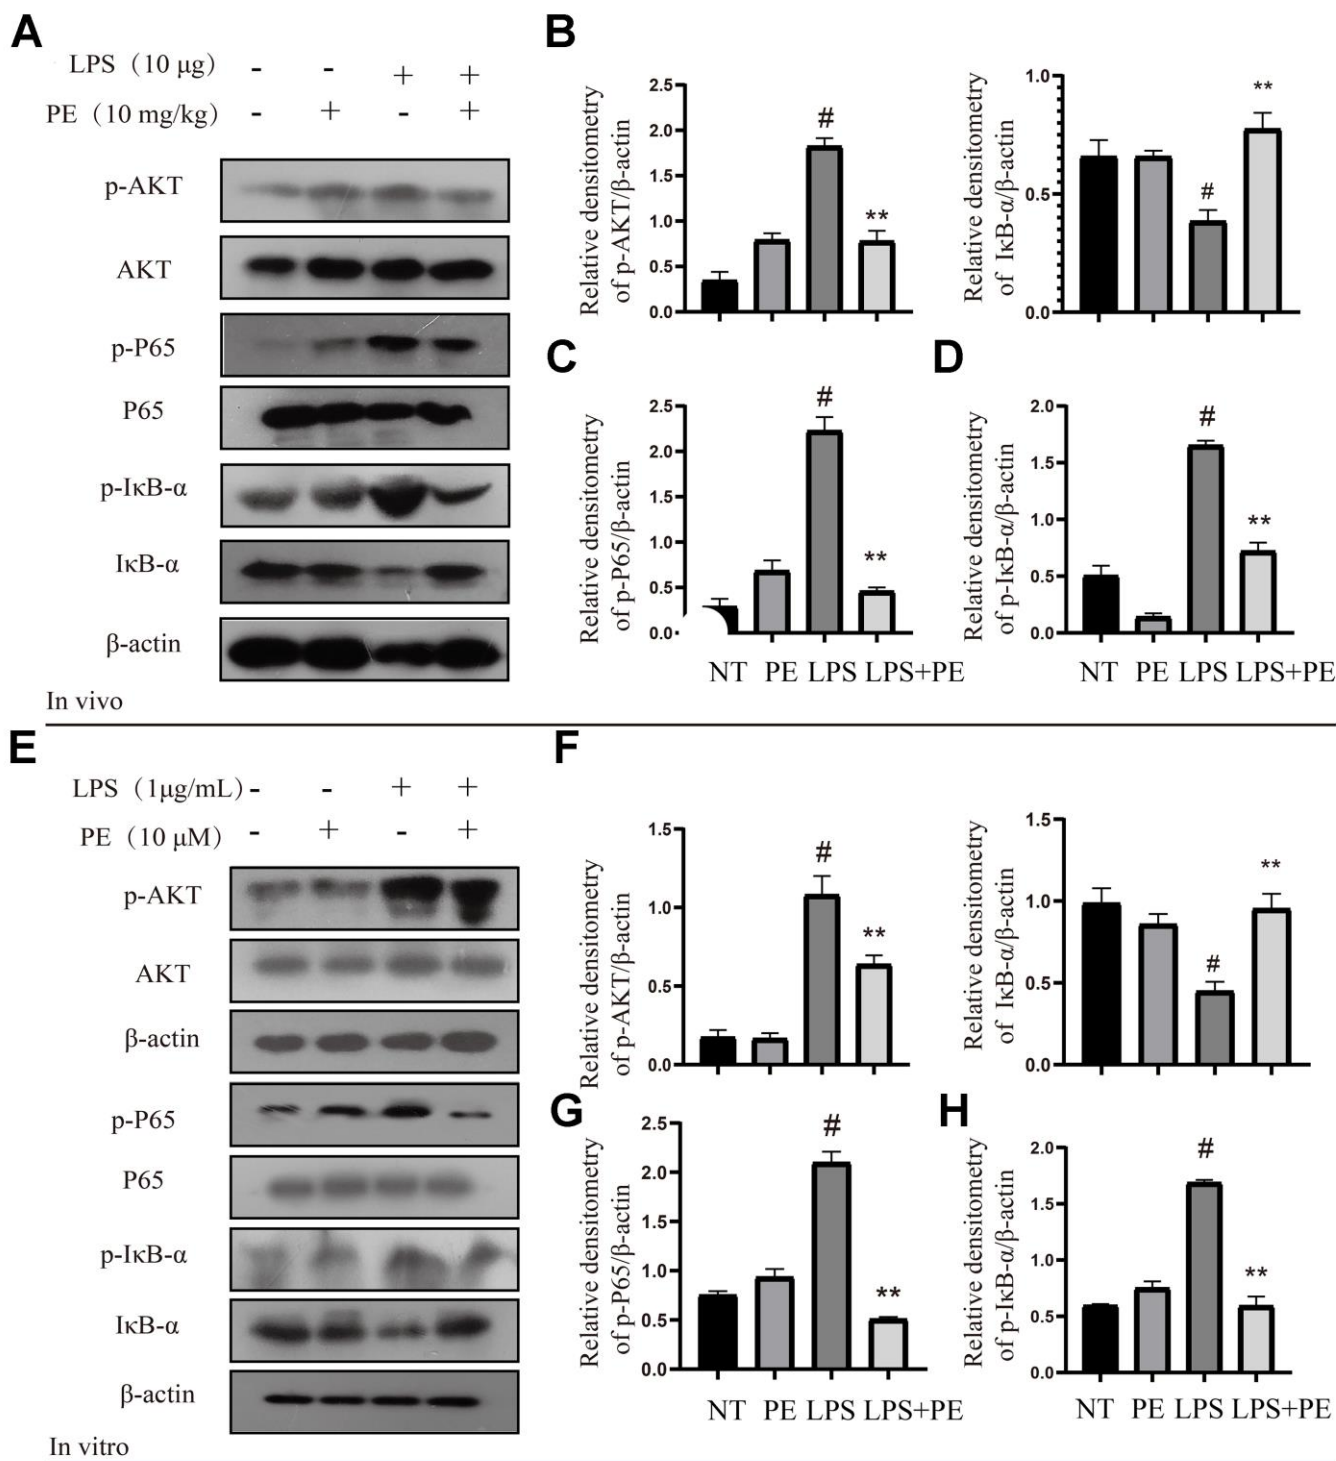 A
LPS（10 μg） - - + +
PE（10 mg/kg） - + - +
p-AKT
AKT
p-P65
P65
p-IκB-α
IκB-α
β-actin
In vivo
B
Relative densitometry
of p-AKT/β-actin
2.5
2.0
1.5
1.0
0.5
0.0
#
**
Relative densitometry
of IκB-α/β-actin
1.0
0.5
0.0
#
**
C
Relative densitometry
of p-P65/β-actin
2.5
2.0
1.5
1.0
0.5
0.0
#
**
NT PE LPS LPS+PE
D
Relative densitometry
of p-IκB-α/β-actin
2.0
1.5
1.0
0.5
0.0
#
**
NT PE LPS LPS+PE
E
LPS（1μg/mL） - - + +
PE（10 μM） - + - +
p-AKT
AKT
β-actin
p-P65
P65
p-IκB-α
IκB-α
β-actin
In vitro
F
Relative densitometry
of p-AKT/β-actin
1.5
1.0
0.5
0.0
#
**
Relative densitometry
of IκB-α/β-actin
1.5
1.0
0.5
0.0
#
**
G
Relative densitometry
of p-P65/β-actin
2.5
2.0
1.5
1.0
0.5
0.0
#
**
NT PE LPS LPS+PE
H
Relative densitometry
of p-IκB-α/β-actin
2.0
1.5
1.0
0.5
0.0
#
**
NT PE LPS LPS+PE